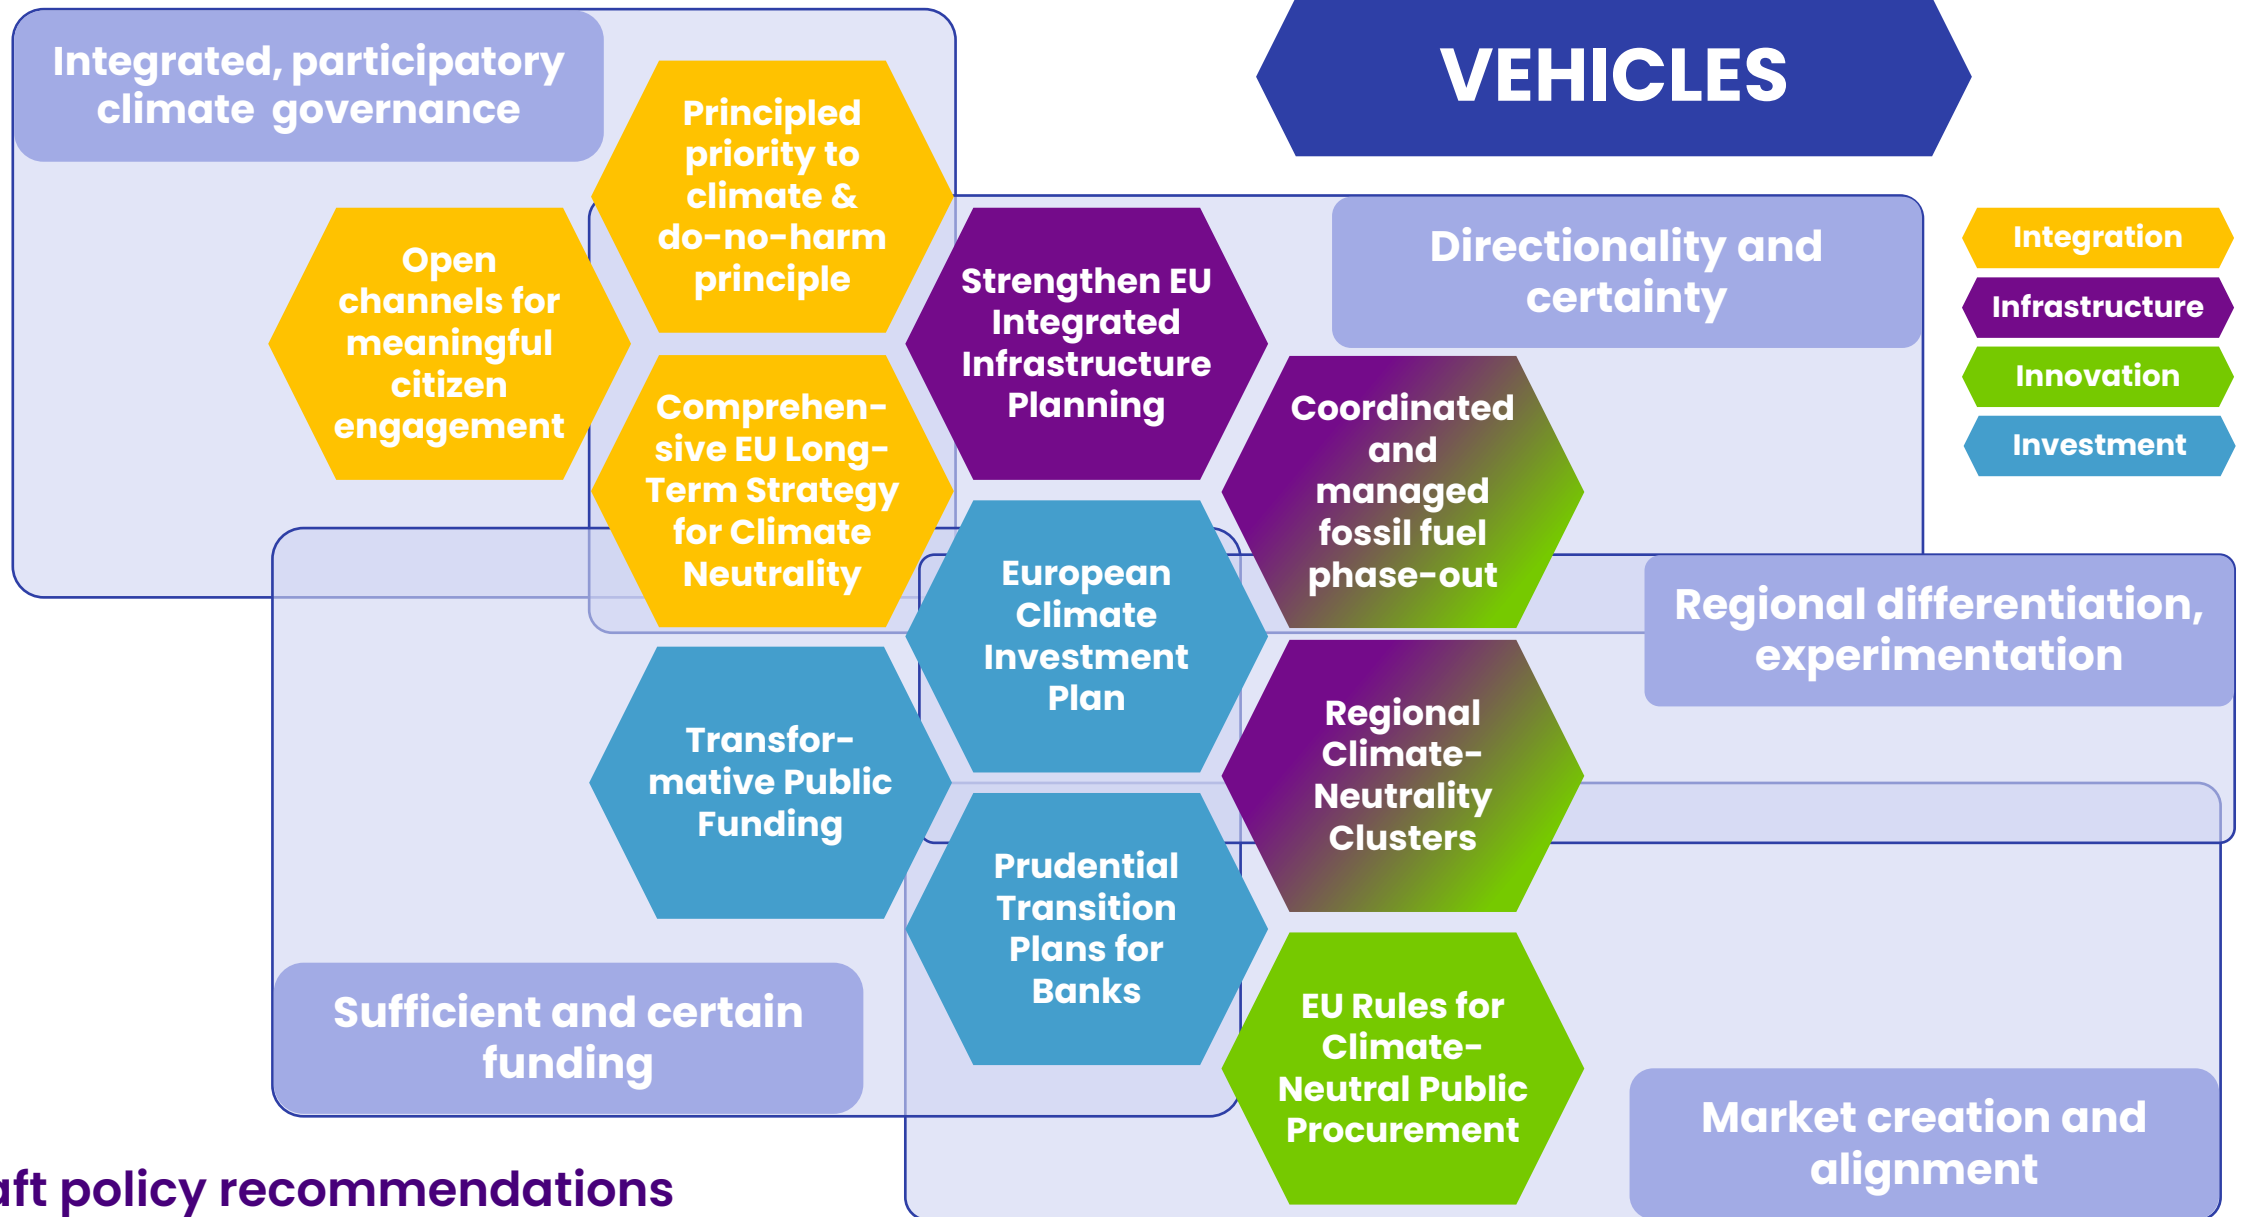 Integrated, participatory
climate governance
VEHICLES
Principled
priority to
climate &
do-no-harm
principle
Open
channels for
meaningful
citizen
engagement
Strengthen EU
Integrated
Infrastructure
Planning
Directionality and
certainty
Integration
Infrastructure
Innovation
Investment
Comprehen-
sive EU Long-
Term Strategy
for Climate
Neutrality
Coordinated
and
managed
fossil fuel
phase-out
European
Climate
Investment
Plan
Regional differentiation,
experimentation
Transfor-
mative Public
Funding
Regional
Climate-
Neutrality
Clusters
Prudential
Transition
Plans for
Banks
Sufficient and certain
funding
EU Rules for
Climate-
Neutral Public
Procurement
Market creation and
alignment
aft policy recommendations